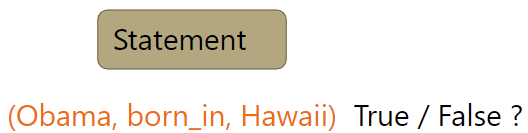 Statement
(Obama, born_in, Hawaii) True / False ?